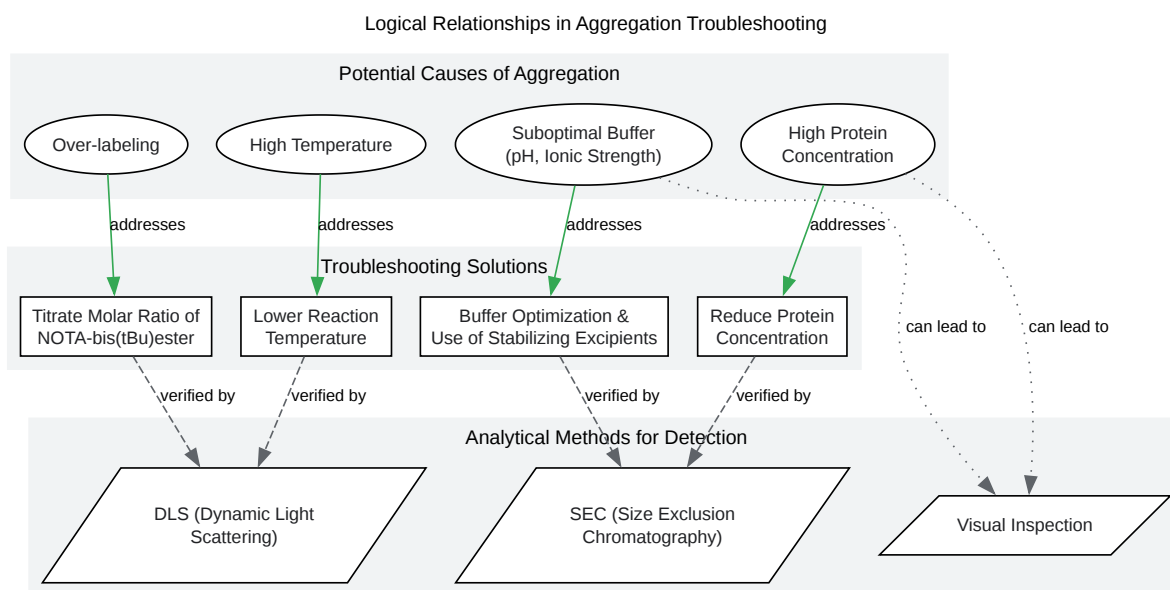 Logical Relationships in Aggregation Troubleshooting
Potential Causes of Aggregation
Over-labeling
High Temperature
Suboptimal Buffer
(pH, Ionic Strength)
High Protein
Concentration
addresses
addresses
addresses
addresses
Troubleshooting Solutions
Titrate Molar Ratio of
NOTA-bis(tBu)ester
Lower Reaction
Temperature
Buffer Optimization &
Use of Stabilizing Excipients
Reduce Protein
Concentration
can lead to
can lead to
verified by
verified by
verified by
verified by
Analytical Methods for Detection
DLS (Dynamic Light
Scattering)
SEC (Size Exclusion
Chromatography)
Visual Inspection